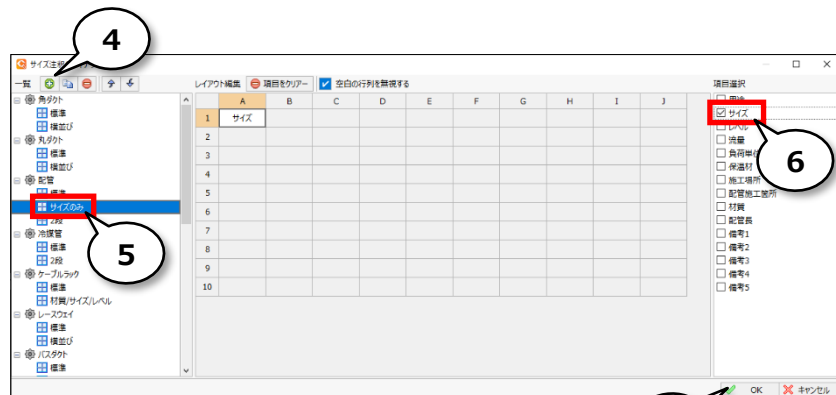 4
サイズ注
一覧
レイアウト編集 項目をクリアー 空白の行列を無視する
項目選択
角ダクト
標準
横並び
丸ダクト
標準
横並び
配管
標準
サイズのみ
2段
冷媒管
標準
2段
ケーブルラック
標準
材質/サイズ/レベル
レースウェイ
標準
横並び
バスダクト
標準
5
A B C D E F G H I J
1 サイズ
2
3
4
5
6
7
8
9
10
用途
サイズ
レベル
流量
負荷単位
保温材
施工場所
配管施工箇所
材質
配管長
備考1
備考2
備考3
備考4
備考5
6
OK キャンセル